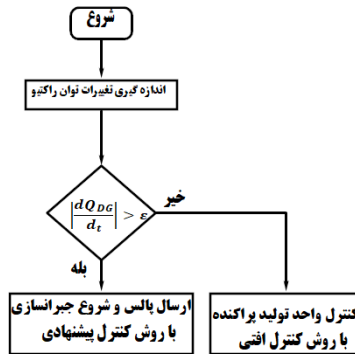 شروع
اندازه گیری تغییرات توان راکتیو
|dQ_DG/d_t| > ε
خیر
بله
ارسال پالس و شروع جبرانسازی
با روش کنترل پیشنهادی
کنترل واحد تولید پراکنده
با روش کنترل افتی